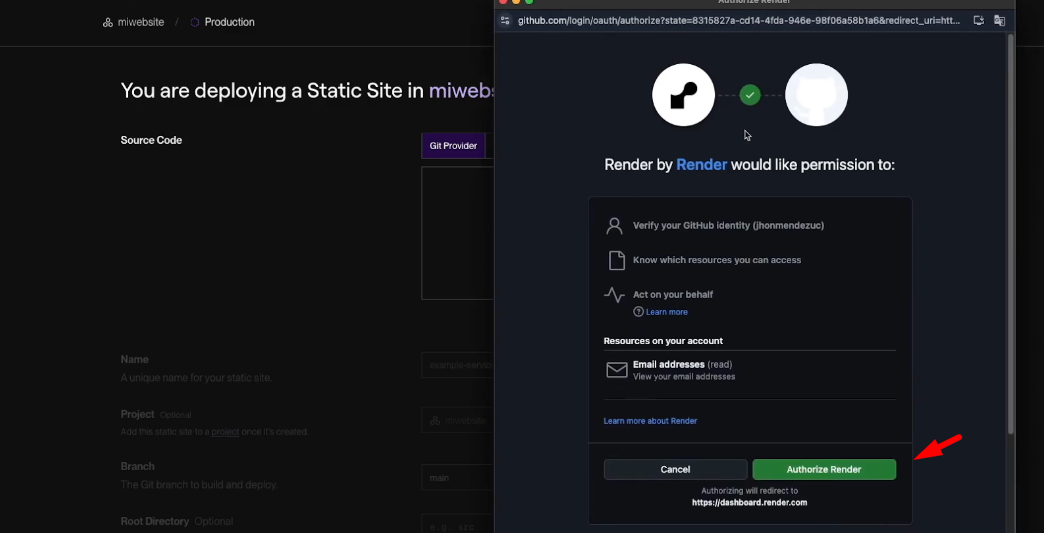 miwebsite / Production
You are deploying a Static Site in miwebs
Source Code
Git Provider
Name
A unique name for your static site.
example-servic
Project Optional
Add this static site to a project once it's created.
miwebsite
Branch
The Git branch to build and deploy.
main
Root Directory Optional
e.g. src
Authorize Render
github.com/login/oauth/authorize?state=8315827a-cd14-4fda-946e-98f06a58b1a6&redirect_uri=htt...
Render by Render would like permission to:
Verify your GitHub identity (jhonmendezuc)
Know which resources you can access
Act on your behalf
Learn more
Resources on your account
Email addresses (read)
View your email addresses
Learn more about Render
Cancel
Authorize Render
Authorizing will redirect to
https://dashboard.render.com